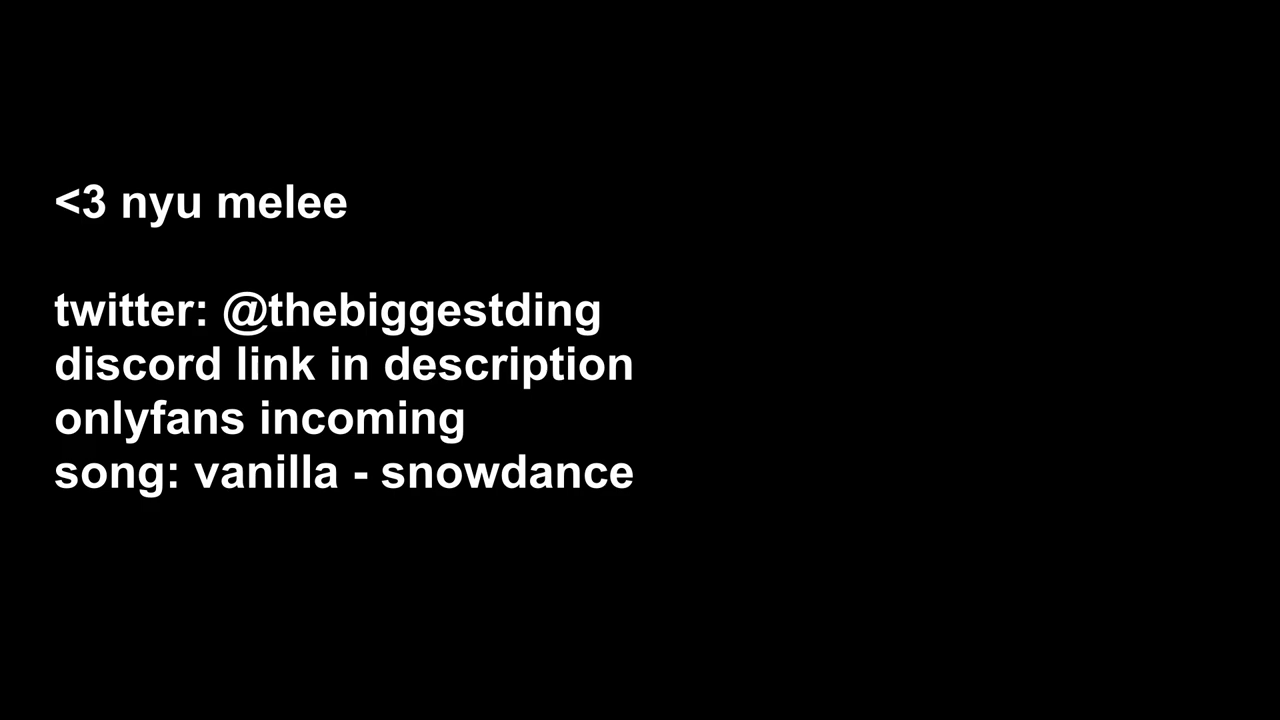 <3 nyu melee
twitter: @thebiggestding
discord link in description
onlyfans incoming
song: vanilla - snowdance